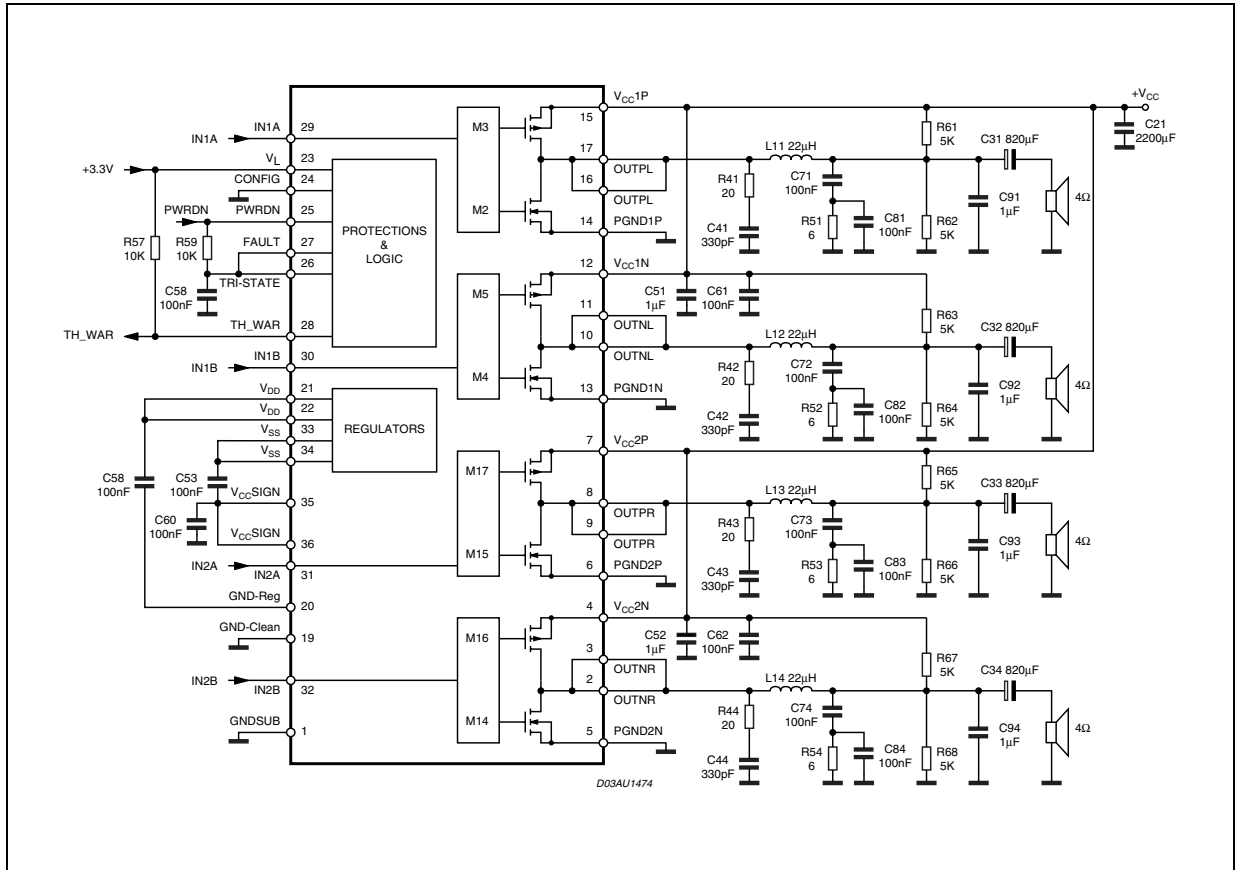 IN1A
IN1A
29
+3.3V
VL
23
CONFIG
24
PWRDN
PWRDN
25
R57
10K
R59
10K
FAULT
27
26
TRI-STATE
C58
100nF
TH_WAR
TH_WAR
28
PROTECTIONS
&
LOGIC
IN1B
IN1B
30
VDD
21
VDD
22
VSS
33
VSS
34
REGULATORS
C58
100nF
C53
100nF
VCCSIGN
35
C60
100nF
VCCSIGN
36
IN2A
IN2A
31
GND-Reg
20
GND-Clean
19
IN2B
IN2B
32
GNDSUB
1
M3
M2
VCC1P
15
17
OUTPL
16
OUTPL
14
PGND1P
M5
M4
12
VCC1N
11
OUTNL
10
OUTNL
13
PGND1N
M17
M15
7
VCC2P
8
OUTPR
9
OUTPR
6
PGND2P
M16
M14
4
VCC2N
3
OUTNR
2
OUTNR
5
PGND2N
+VCC
C21
2200µF
R41
20
C41
330pF
L11 22µH
C71
100nF
R51
6
C81
100nF
R61
5K
R62
5K
C31 820µF
C91
1µF
4Ω
C51
1µF
C61
100nF
R42
20
C42
330pF
L12 22µH
C72
100nF
R52
6
C82
100nF
R63
5K
R64
5K
C32 820µF
C92
1µF
4Ω
R43
20
C43
330pF
L13 22µH
C73
100nF
R53
6
C83
100nF
R65
5K
R66
5K
C33 820µF
C93
1µF
4Ω
C52
1µF
C62
100nF
R44
20
C44
330pF
L14 22µH
C74
100nF
R54
6
C84
100nF
R67
5K
R68
5K
C34 820µF
C94
1µF
4Ω
D03AU1474